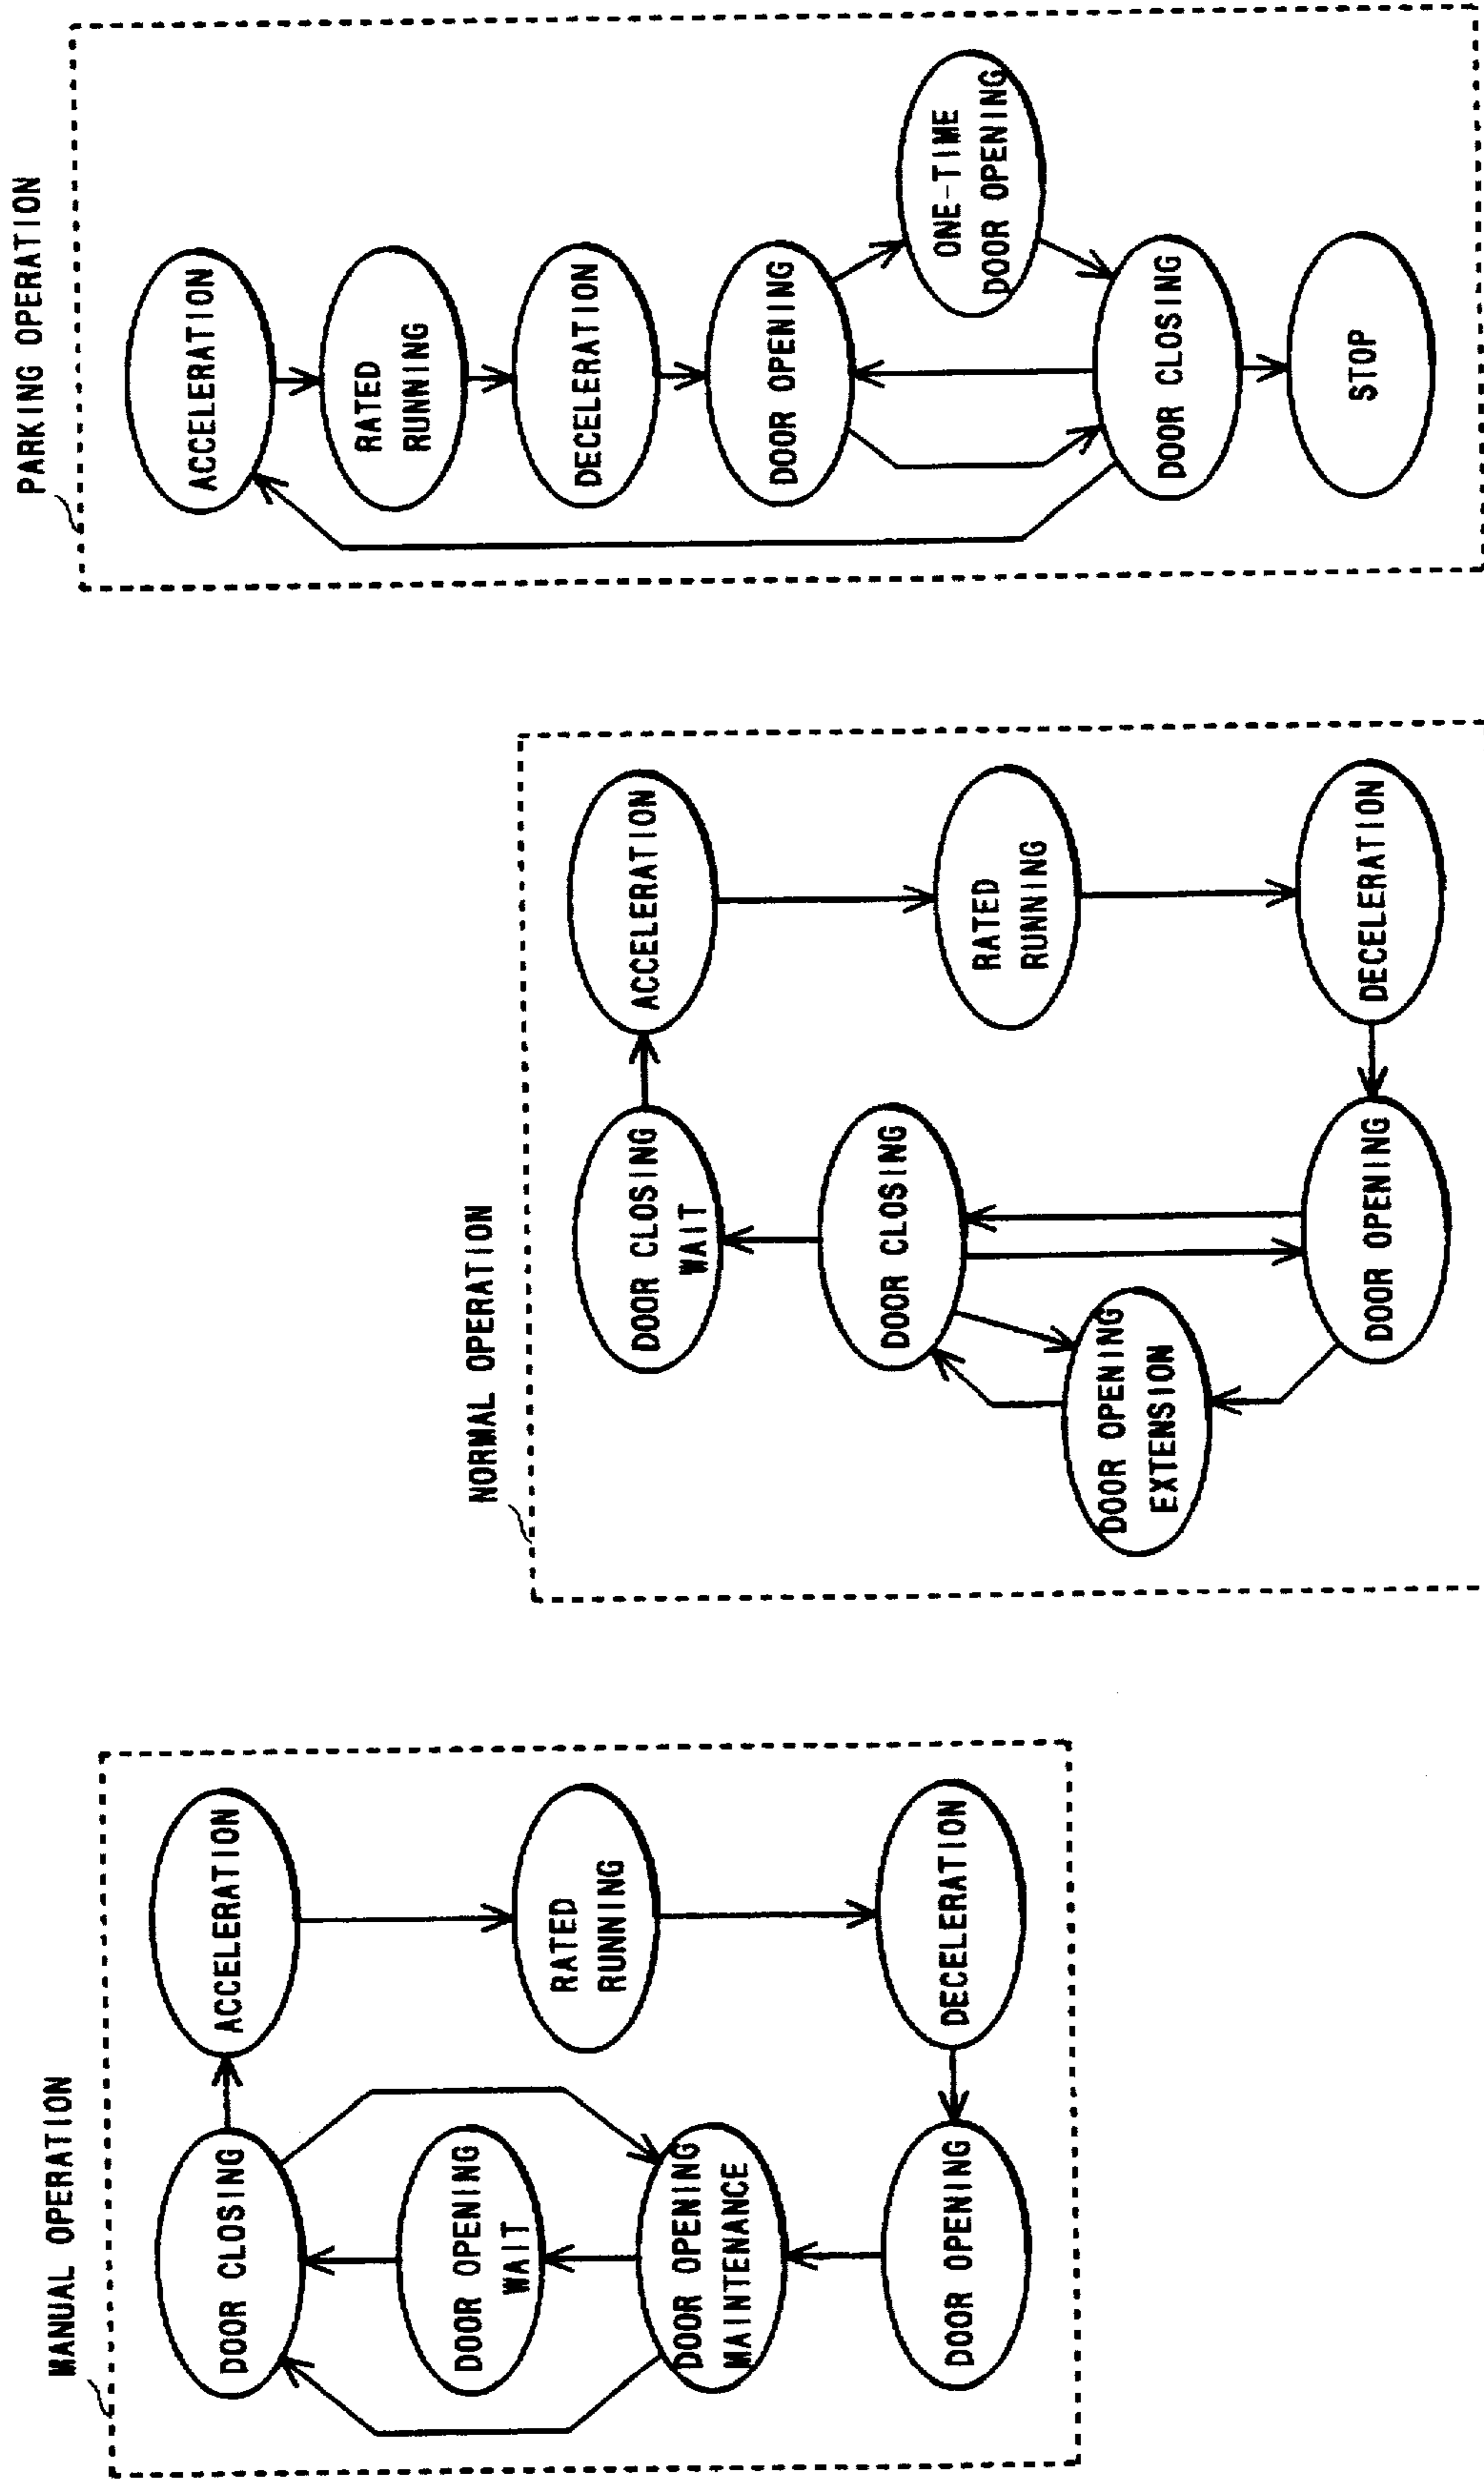 MANUAL OPERATION
DOOR CLOSING
ACCELERATION
DOOR OPENING
WAIT
RATED
RUNNING
DOOR OPENING
MAINTENANCE
DOOR OPENING
DECELERATION
NORMAL OPERATION
DOOR CLOSING
WAIT
ACCELERATION
DOOR CLOSING
RATED
RUNNING
DOOR OPENING
EXTENSION
DOOR OPENING
DECELERATION
PARKING OPERATION
ACCELERATION
RATED
RUNNING
DECELERATION
DOOR OPENING
ONE-TIME
DOOR OPENING
DOOR CLOSING
STOP